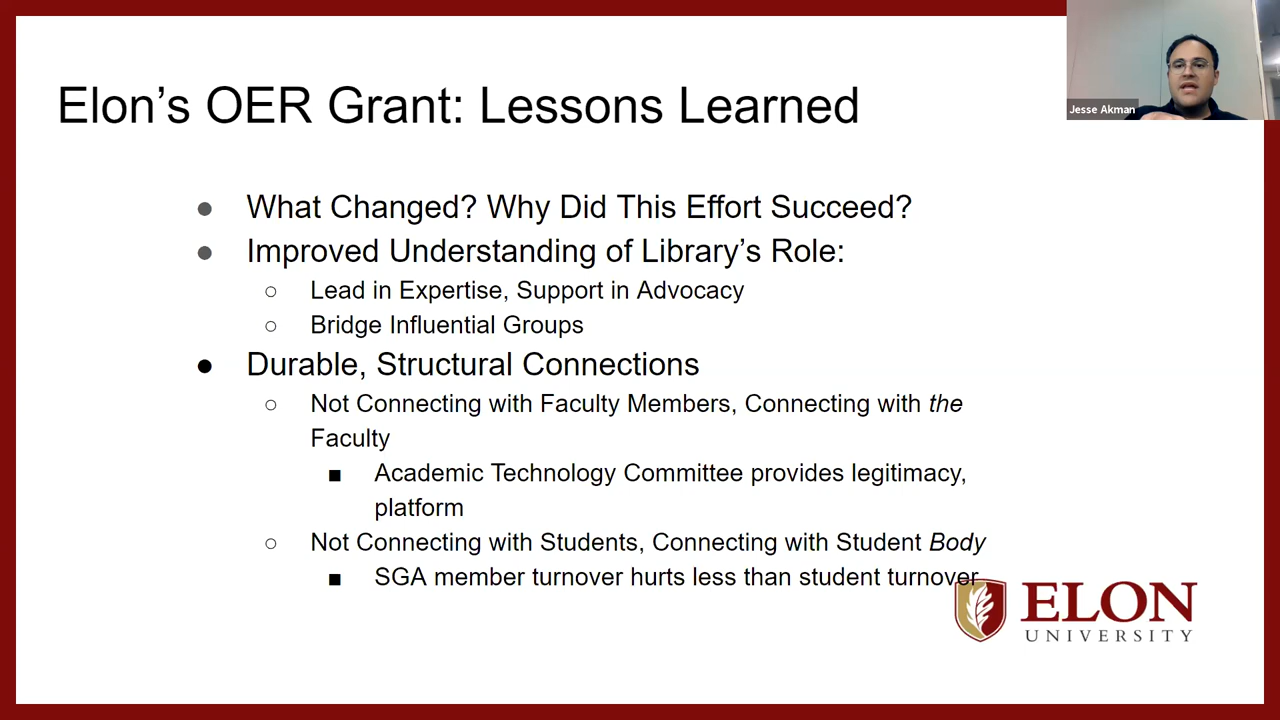 Elon’s OER Grant: Lessons Learned
Jesse Akman
● What Changed? Why Did This Effort Succeed?
● Improved Understanding of Library’s Role:
○ Lead in Expertise, Support in Advocacy
○ Bridge Influential Groups
● Durable, Structural Connections
○ Not Connecting with Faculty Members, Connecting with the
Faculty
■ Academic Technology Committee provides legitimacy,
platform
○ Not Connecting with Students, Connecting with Student Body
■ SGA member turnover hurts less than student turnover
ELON
UNIVERSITY